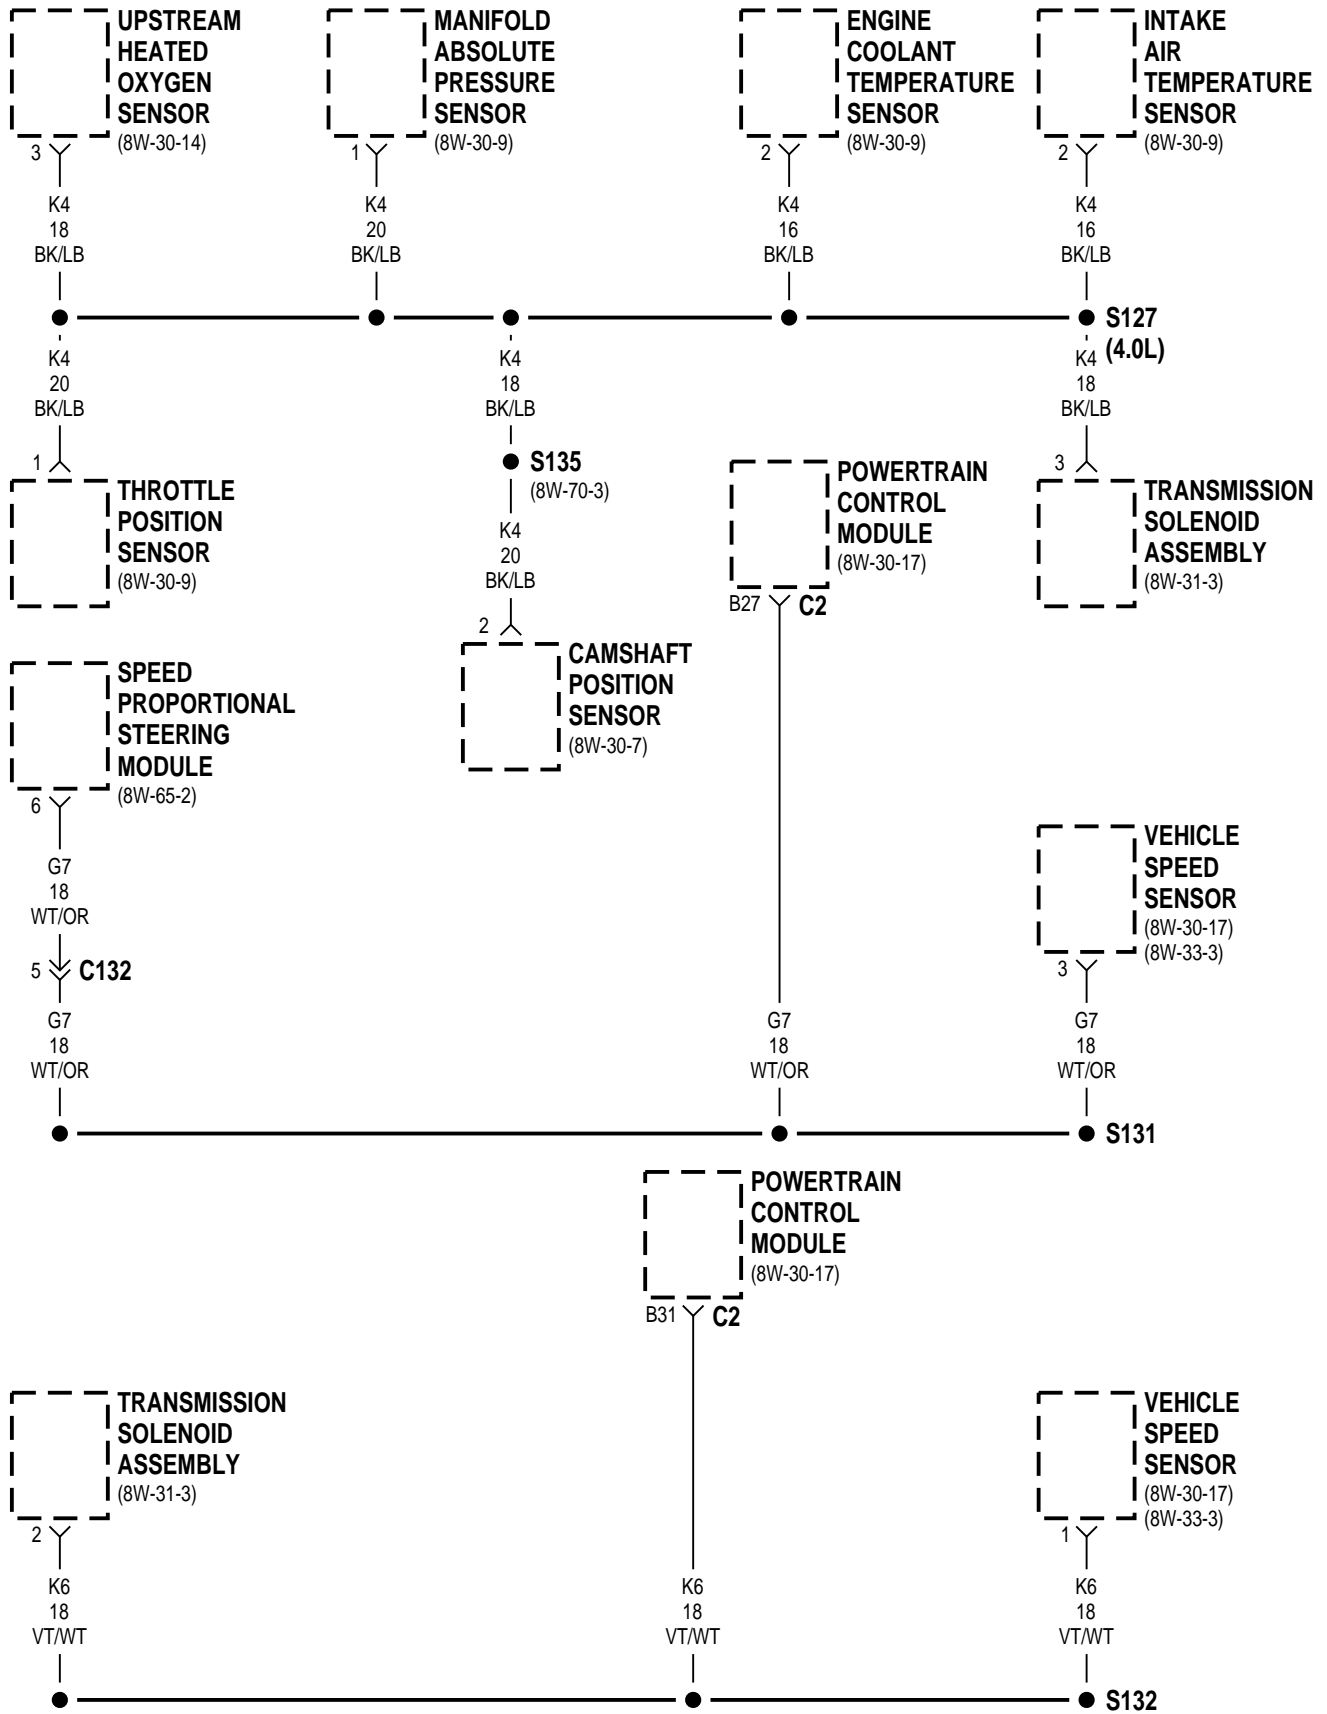 UPSTREAM
HEATED
OXYGEN
SENSOR
(8W-30-14)
3
K4
18
BK/LB
MANIFOLD
ABSOLUTE
PRESSURE
SENSOR
(8W-30-9)
1
K4
20
BK/LB
ENGINE
COOLANT
TEMPERATURE
SENSOR
(8W-30-9)
2
K4
16
BK/LB
INTAKE
AIR
TEMPERATURE
SENSOR
(8W-30-9)
2
K4
16
BK/LB
S127
(4.0L)
K4
20
BK/LB
1
THROTTLE
POSITION
SENSOR
(8W-30-9)
K4
18
BK/LB
S135
(8W-70-3)
K4
20
BK/LB
2
CAMSHAFT
POSITION
SENSOR
(8W-30-7)
POWERTRAIN
CONTROL
MODULE
(8W-30-17)
B27
C2
K4
18
BK/LB
3
TRANSMISSION
SOLENOID
ASSEMBLY
(8W-31-3)
SPEED
PROPORTIONAL
STEERING
MODULE
(8W-65-2)
6
G7
18
WT/OR
5
C132
G7
18
WT/OR
G7
18
WT/OR
VEHICLE
SPEED
SENSOR
(8W-30-17)
(8W-33-3)
3
G7
18
WT/OR
S131
POWERTRAIN
CONTROL
MODULE
(8W-30-17)
B31
C2
TRANSMISSION
SOLENOID
ASSEMBLY
(8W-31-3)
2
K6
18
VT/WT
K6
18
VT/WT
VEHICLE
SPEED
SENSOR
(8W-30-17)
(8W-33-3)
1
K6
18
VT/WT
S132